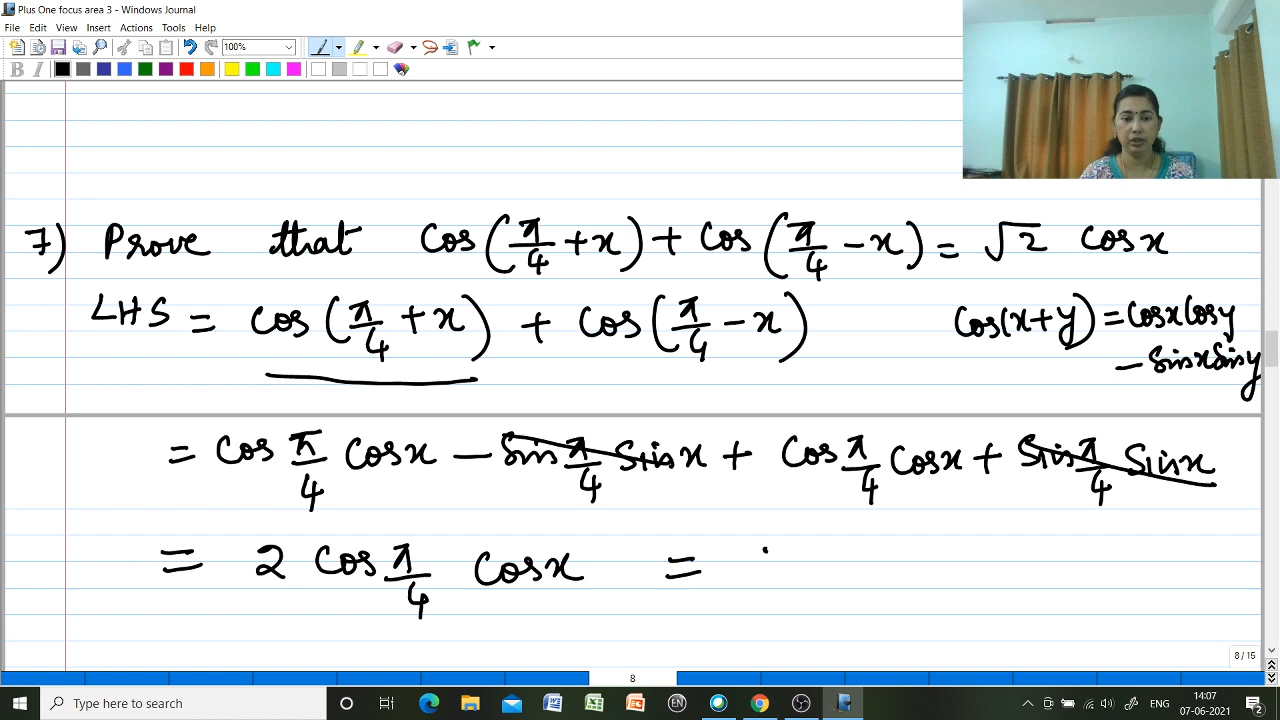 Plus One focus area 3 - Windows Journal
File Edit View Insert Actions Tools Help
100%
B I
7) Prove that cos(π/4 + x) + cos(π/4 - x) = √2 cosx
LHS = cos(π/4 + x) + cos(π/4 - x)
cos(x+y) = cosx cosy
- sinx siny
= cos π/4 cosx - sin π/4 sinx + cos π/4 cosx + sin π/4 sinx
= 2 cos π/4 cosx =
8 / 15
8
Type here to search
EN
ENG
14:07
07-06-2021
2